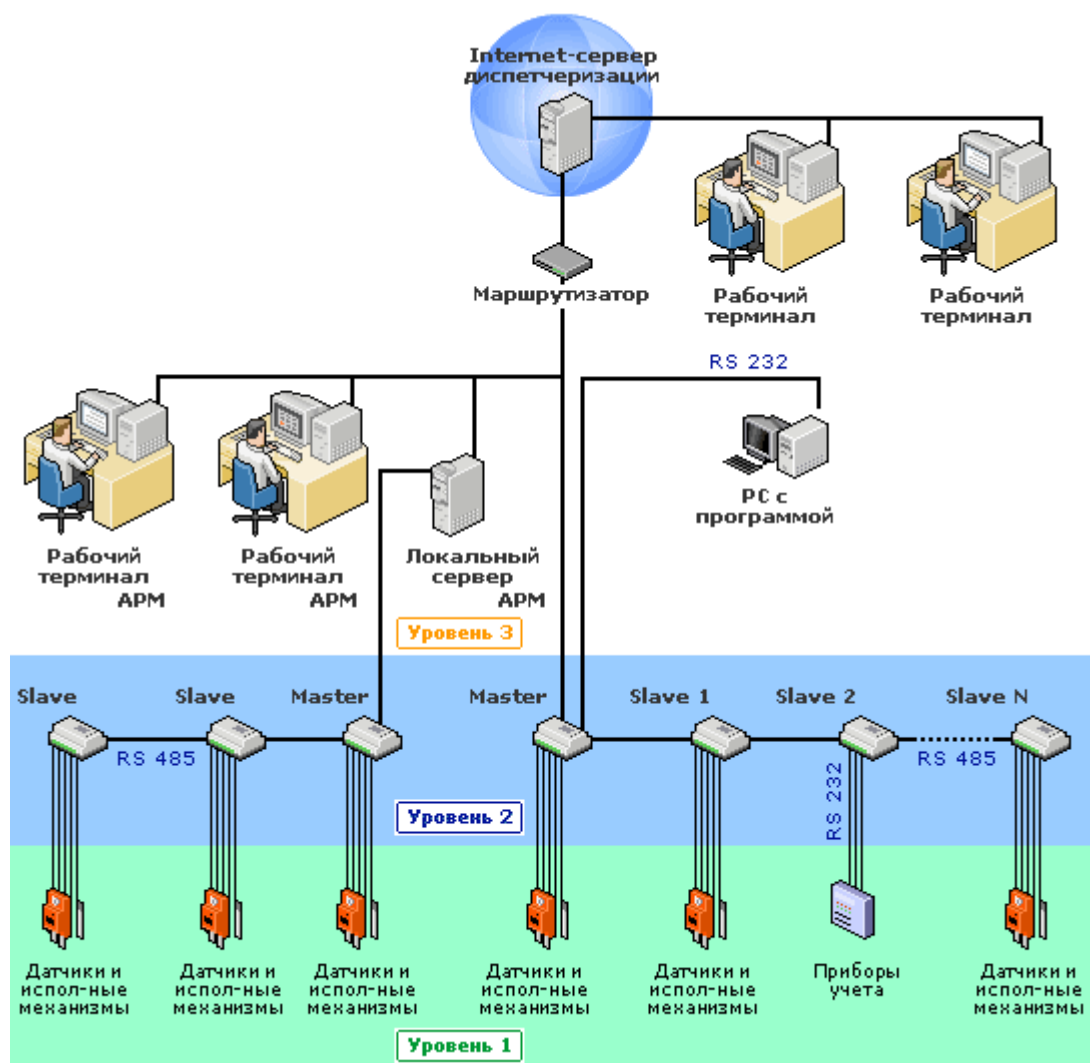 Internet-сервер
диспетчеризации
Маршрутизатор
Рабочий
терминал
Рабочий
терминал
RS 232
PC с
программой
Рабочий
терминал
АРМ
Рабочий
терминал
АРМ
Локальный
сервер
АРМ
Уровень 3
Slave
Slave
Master
Master
Slave 1
Slave 2
Slave N
RS 485
RS 232
RS 485
Уровень 2
Датчики и
испол-ные
механизмы
Датчики и
испол-ные
механизмы
Датчики и
испол-ные
механизмы
Датчики и
испол-ные
механизмы
Датчики и
испол-ные
механизмы
Приборы
учета
Датчики и
испол-ные
механизмы
Уровень 1